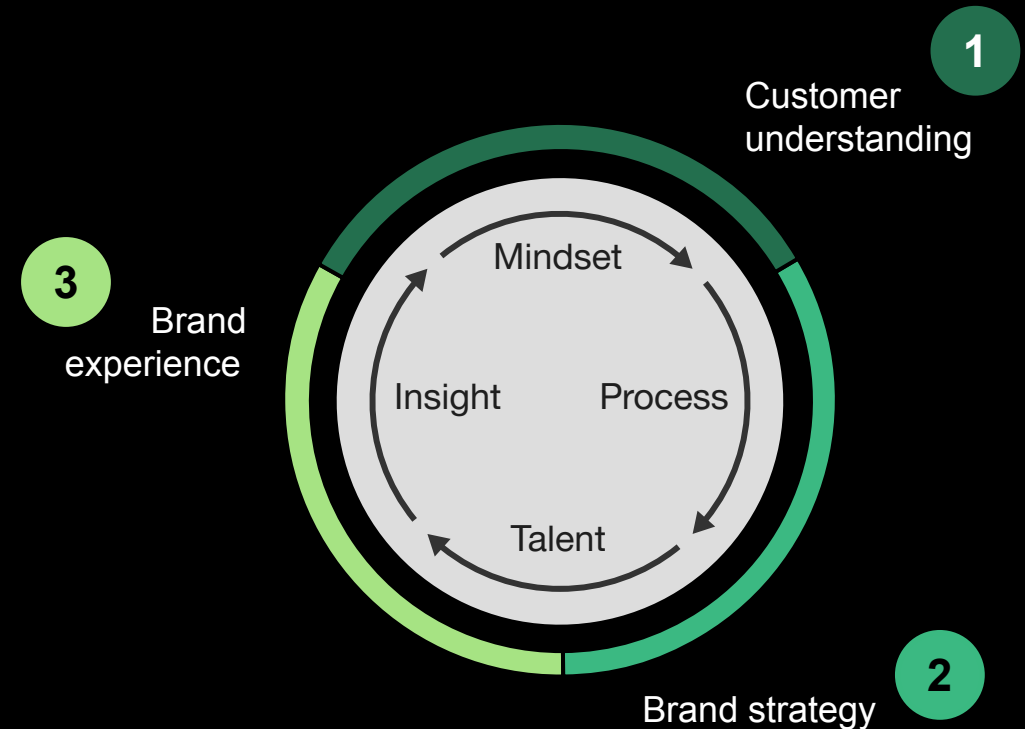 1
Customer
understanding
3
Brand
experience
Mindset
Insight
Process
Talent
2
Brand strategy